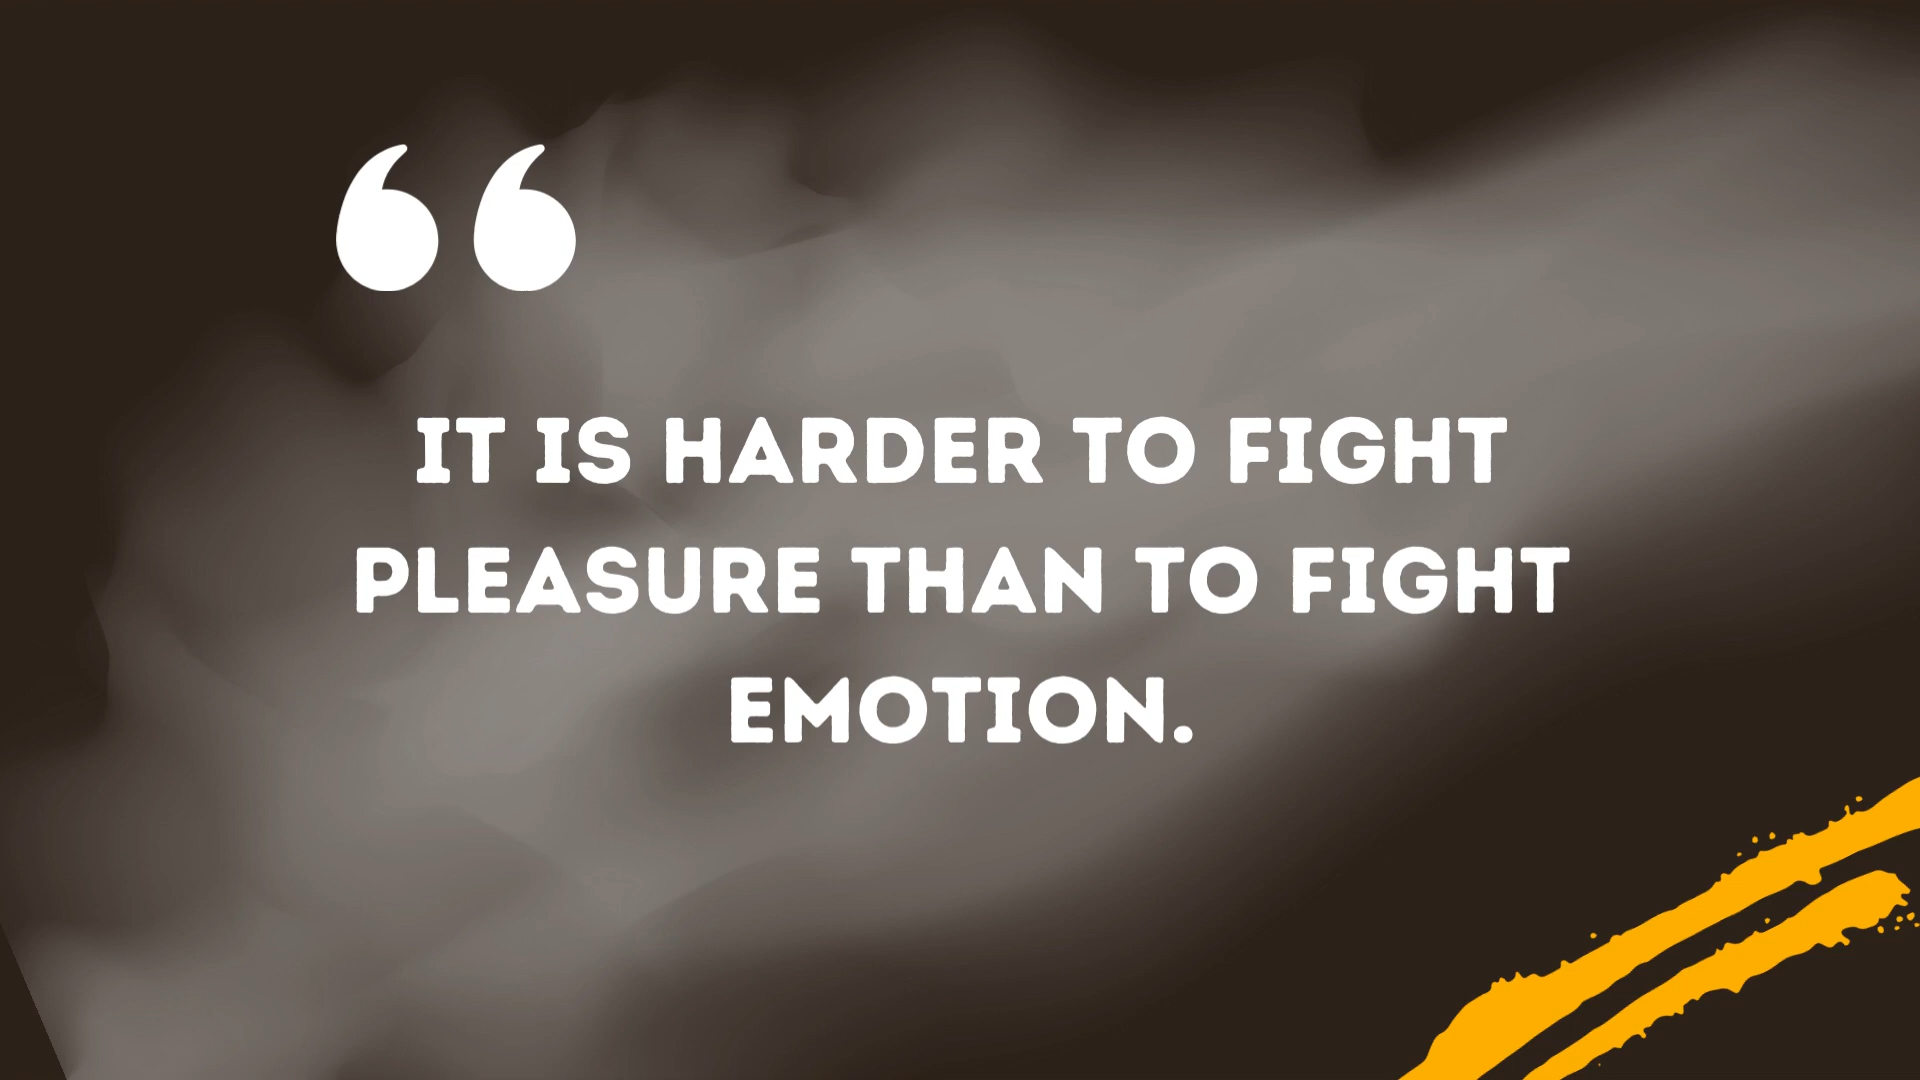 “
IT IS HARDER TO FIGHT
PLEASURE THAN TO FIGHT
EMOTION.